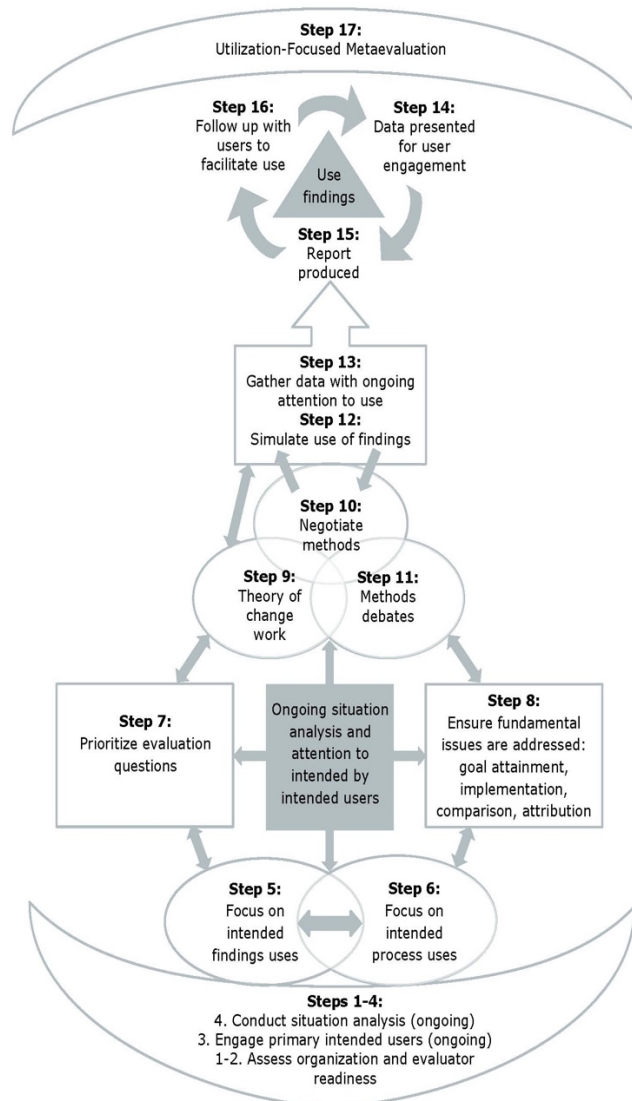 Step 17:
Utilization-Focused Metaevaluation
Step 16:
Follow up with
users to
facilitate use
Step 14:
Data presented
for user
engagement
Use
findings
Step 15:
Report
produced
Step 13:
Gather data with ongoing
attention to use
Step 12:
Simulate use of findings
Step 10:
Negotiate
methods
Step 9:
Theory of
change
work
Step 11:
Methods
debates
Step 7:
Prioritize evaluation
questions
Ongoing situation
analysis and
attention to
intended by
intended users
Step 8:
Ensure fundamental
issues are addressed:
goal attainment,
implementation,
comparison, attribution
Step 5:
Focus on
intended
findings uses
Step 6:
Focus on
intended
process uses
Steps 1-4:
4. Conduct situation analysis (ongoing)
3. Engage primary intended users (ongoing)
1-2. Assess organization and evaluator
readiness